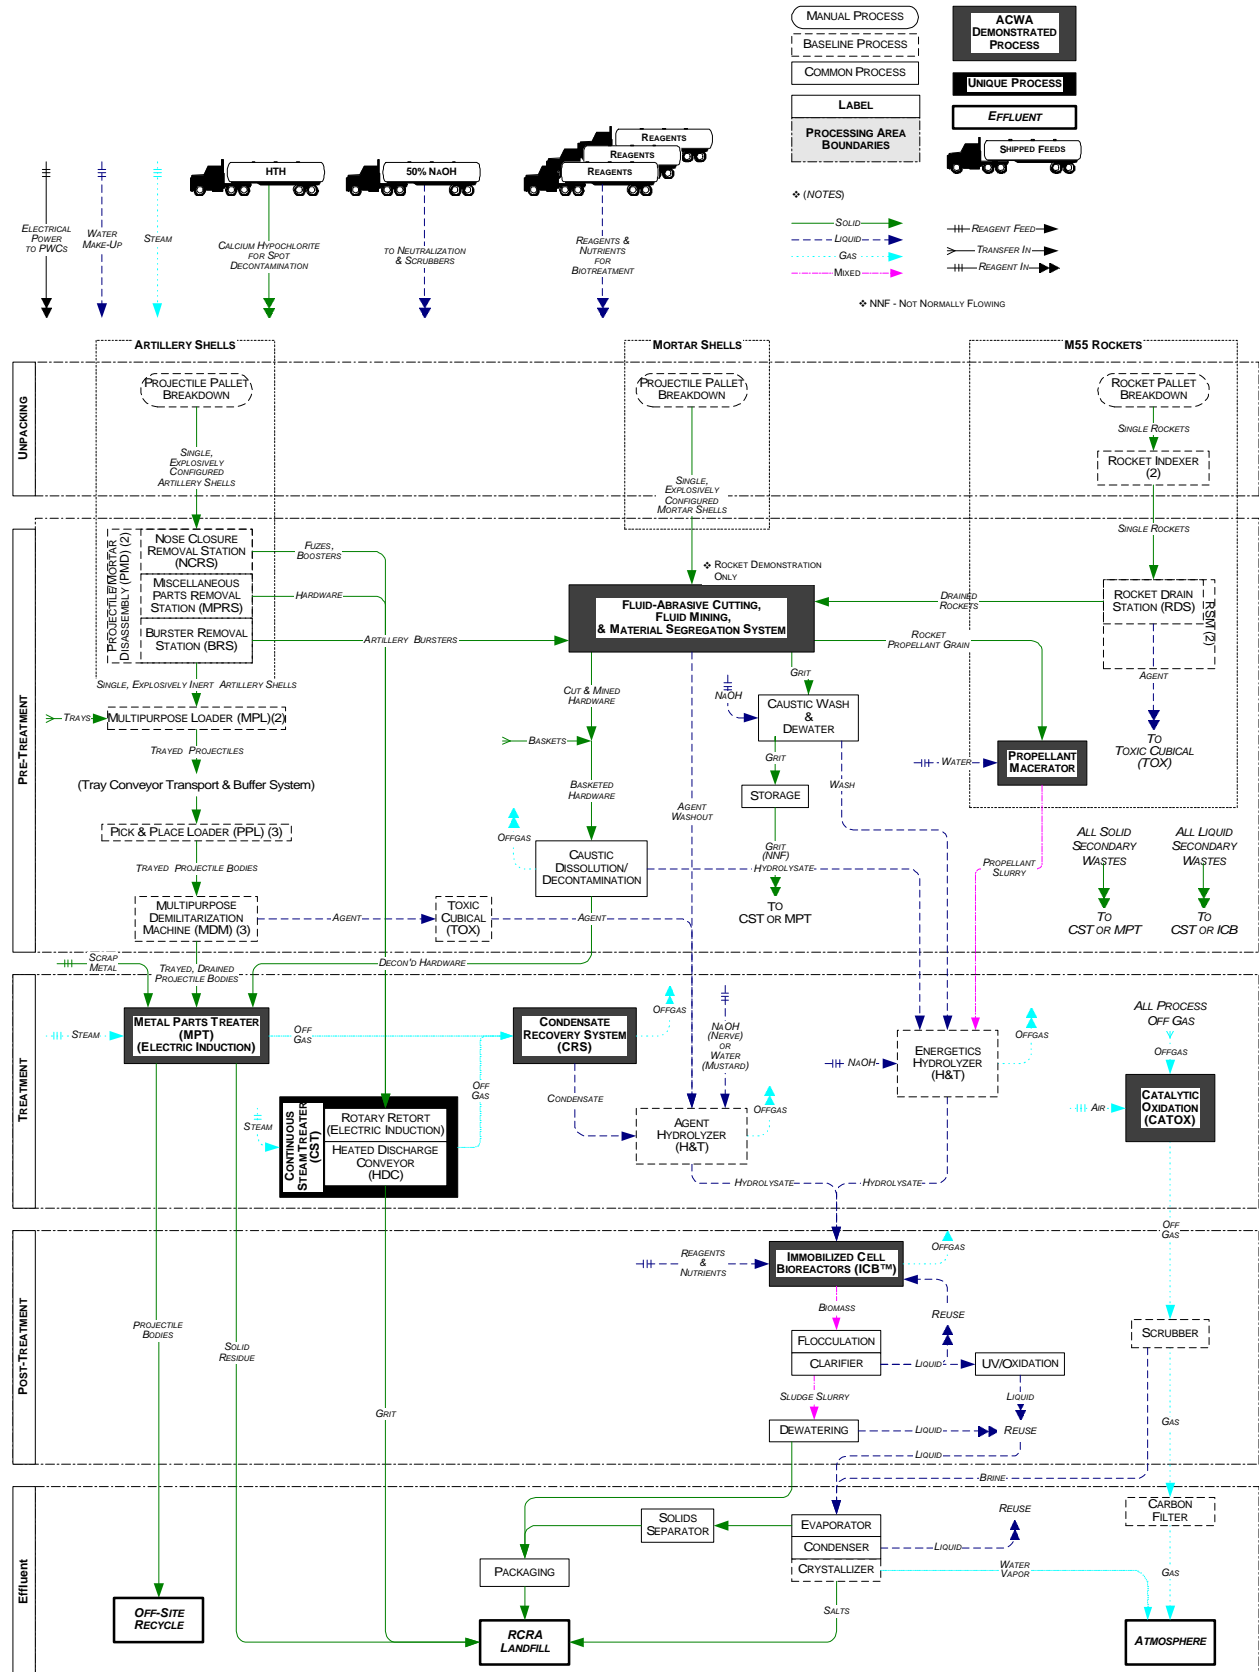 MANUAL PROCESS
BASELINE PROCESS
COMMON PROCESS
LABEL
PROCESSING AREA
BOUNDARIES
ACWA
DEMONSTRATED
PROCESS
UNIQUE PROCESS
EFFLUENT
SHIPPED FEEDS
❖ (NOTES)
SOLID
LIQUID
GAS
MIXED
REAGENT FEED
TRANSFER IN
REAGENT IN
❖ NNF - NOT NORMALLY FLOWING
HTH
50% NAOH
REAGENTS
REAGENTS
REAGENTS
ELECTRICAL
POWER
TO PWCS
WATER
MAKE-UP
STEAM
CALCIUM HYPOCHLORITE
FOR SPOT
DECONTAMINATION
TO NEUTRALIZATION
& SCRUBBERS
REAGENTS &
NUTRIENTS
FOR
BIOTREATMENT
ARTILLERY SHELLS
MORTAR SHELLS
M55 ROCKETS
UNPACKING
PROJECTILE PALLET
BREAKDOWN
PROJECTILE PALLET
BREAKDOWN
ROCKET PALLET
BREAKDOWN
SINGLE ROCKETS
ROCKET INDEXER
(2)
SINGLE,
EXPLOSIVELY
CONFIGURED
ARTILLERY SHELLS
SINGLE,
EXPLOSIVELY
CONFIGURED
MORTAR SHELLS
SINGLE ROCKETS
PRE-TREATMENT
PROJECTILE/MORTAR
DISASSEMBLY (PMD) (2)
NOSE CLOSURE
REMOVAL STATION
(NCRS)
MISCELLANEOUS
PARTS REMOVAL
STATION (MPRS)
BURSTER REMOVAL
STATION (BRS)
FUZES,
BOOSTERS
HARDWARE
ARTILLERY BURSTERS
❖ ROCKET DEMONSTRATION
ONLY
FLUID-ABRASIVE CUTTING,
FLUID MINING,
& MATERIAL SEGREGATION SYSTEM
DRAINED
ROCKETS
ROCKET DRAIN
STATION (RDS)
RSM (2)
ROCKET
PROPELLANT GRAIN
AGENT
TO
TOXIC CUBICAL
(TOX)
SINGLE, EXPLOSIVELY INERT ARTILLERY SHELLS
TRAYS
MULTIPURPOSE LOADER (MPL)(2)
TRAYED PROJECTILES
(Tray Conveyor Transport & Buffer System)
PICK & PLACE LOADER (PPL) (3)
TRAYED PROJECTILE BODIES
MULTIPURPOSE
DEMILITARIZATION
MACHINE (MDM) (3)
AGENT
TOXIC
CUBICAL
(TOX)
AGENT
CUT & MINED
HARDWARE
BASKETS
BASKETED
HARDWARE
OFFGAS
CAUSTIC
DISSOLUTION/
DECONTAMINATION
AGENT
WASHOUT
NAOH
GRIT
CAUSTIC WASH
&
DEWATER
GRIT
WASH
STORAGE
GRIT
(NNF)
HYDROLYSATE
TO
CST OR MPT
WATER
PROPELLANT
MACERATOR
PROPELLANT
SLURRY
ALL SOLID
SECONDARY
WASTES
TO
CST OR MPT
ALL LIQUID
SECONDARY
WASTES
TO
CST OR ICB
SCRAP
METAL
TRAYED, DRAINED
PROJECTILE BODIES
DECON'D HARDWARE
TREATMENT
STEAM
METAL PARTS TREATER
(MPT)
(ELECTRIC INDUCTION)
OFF
GAS
CONDENSATE
RECOVERY SYSTEM
(CRS)
OFFGAS
NAOH
(NERVE)
OR
WATER
(MUSTARD)
OFF
GAS
CONDENSATE
STEAM
CONTINUOUS
STEAM TREATER
(CST)
ROTARY RETORT
(ELECTRIC INDUCTION)
HEATED DISCHARGE
CONVEYOR
(HDC)
AGENT
HYDROLYZER
(H&T)
OFFGAS
NAOH
ENERGETICS
HYDROLYZER
(H&T)
OFFGAS
ALL PROCESS
OFF GAS
OFFGAS
AIR
CATALYTIC
OXIDATION
(CATOX)
HYDROLYSATE
HYDROLYSATE
OFF
GAS
POST-TREATMENT
REAGENTS
&
NUTRIENTS
IMMOBILIZED CELL
BIOREACTORS (ICB™)
OFFGAS
BIOMASS
REUSE
FLOCCULATION
CLARIFIER
LIQUID
UV/OXIDATION
SCRUBBER
PROJECTILE
BODIES
SOLID
RESIDUE
GRIT
SLUDGE SLURRY
LIQUID
DEWATERING
LIQUID
REUSE
LIQUID
GAS
BRINE
Effluent
SOLIDS
SEPARATOR
EVAPORATOR
CONDENSER
CRYSTALLIZER
REUSE
LIQUID
CARBON
FILTER
PACKAGING
WATER
VAPOR
GAS
SALTS
OFF-SITE
RECYCLE
RCRA
LANDFILL
ATMOSPHERE